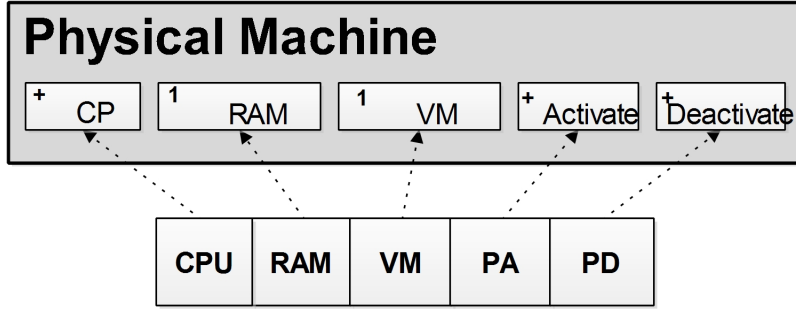 Physical Machine
+ CP 1 RAM 1 VM + Activate + Deactivate
CPU RAM VM PA PD